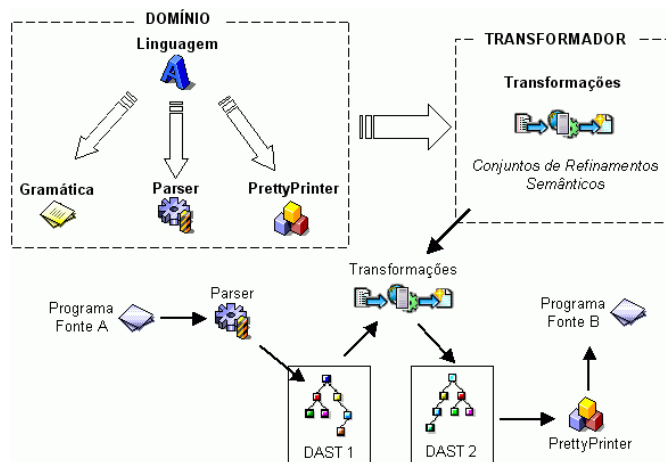 DOMÍNIO
Linguagem
Gramática
Parser
PrettyPrinter
TRANSFORMADOR
Transformações
Conjuntos de Refinamentos
Semânticos
Programa
Fonte A
Parser
Transformações
Programa
Fonte B
DAST 1
DAST 2
PrettyPrinter